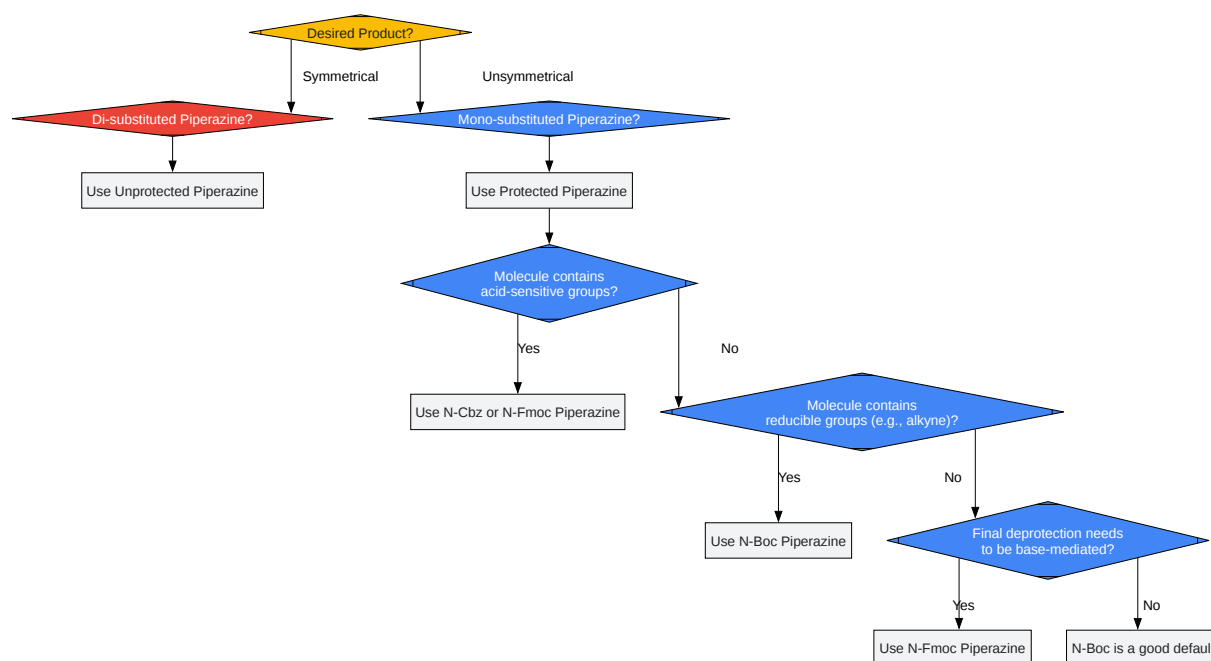 Desired Product?
Symmetrical
Unsymmetrical
Di-substituted Piperazine?
Mono-substituted Piperazine?
Use Unprotected Piperazine
Use Protected Piperazine
Molecule contains
acid-sensitive groups?
Yes
No
Use N-Cbz or N-Fmoc Piperazine
Molecule contains
reducible groups (e.g., alkyne)?
Yes
No
Use N-Boc Piperazine
Final deprotection needs
to be base-mediated?
Yes
No
Use N-Fmoc Piperazine
N-Boc is a good defaul